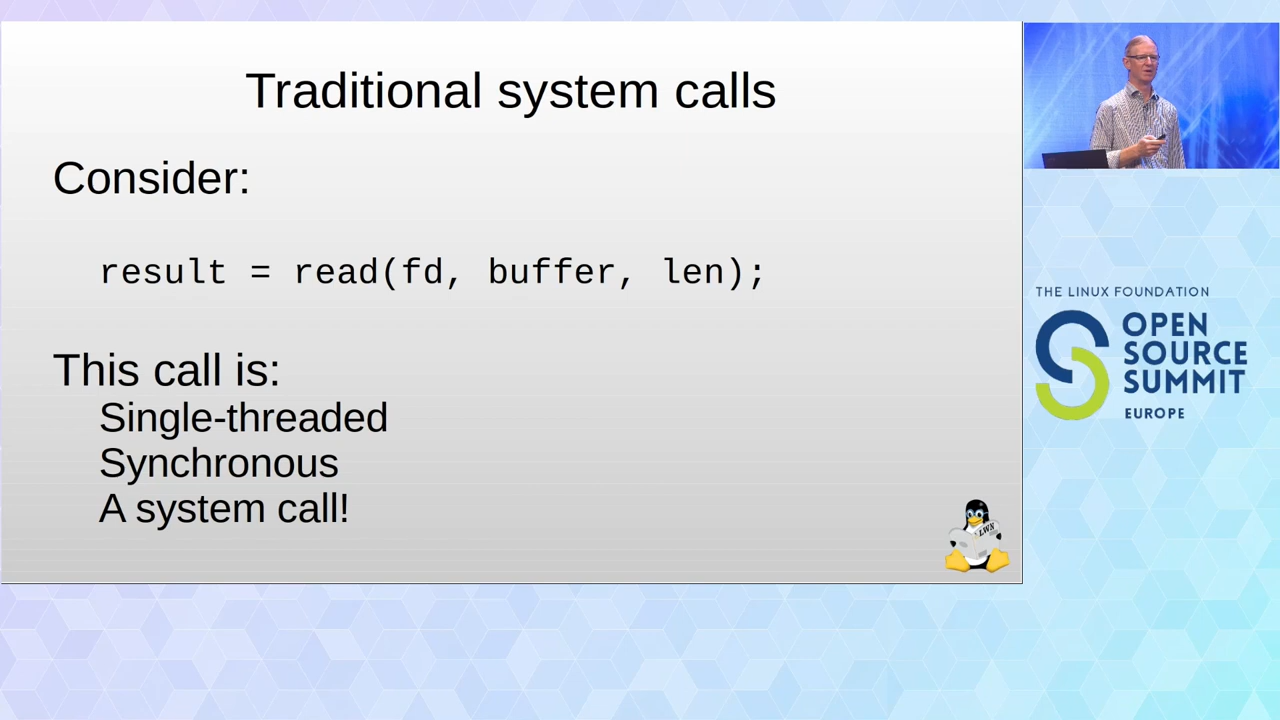 Traditional system calls
Consider:
result = read(fd, buffer, len);
This call is:
Single-threaded
Synchronous
A system call!
LWN
THE LINUX FOUNDATION
OPEN
SOURCE
SUMMIT
EUROPE